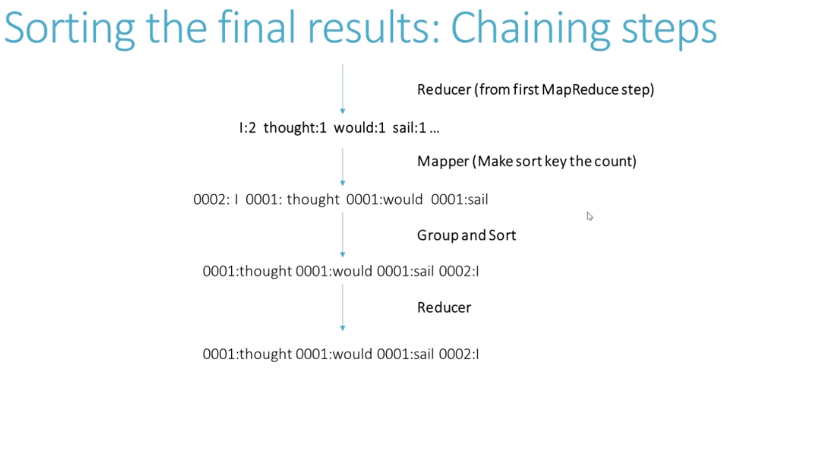 Sorting the final results: Chaining steps
Reducer (from first MapReduce step)
I:2 thought:1 would:1 sail:1 ...
Mapper (Make sort key the count)
0002: I 0001: thought 0001:would 0001:sail
Group and Sort
0001:thought 0001:would 0001:sail 0002:I
Reducer
0001:thought 0001:would 0001:sail 0002:I